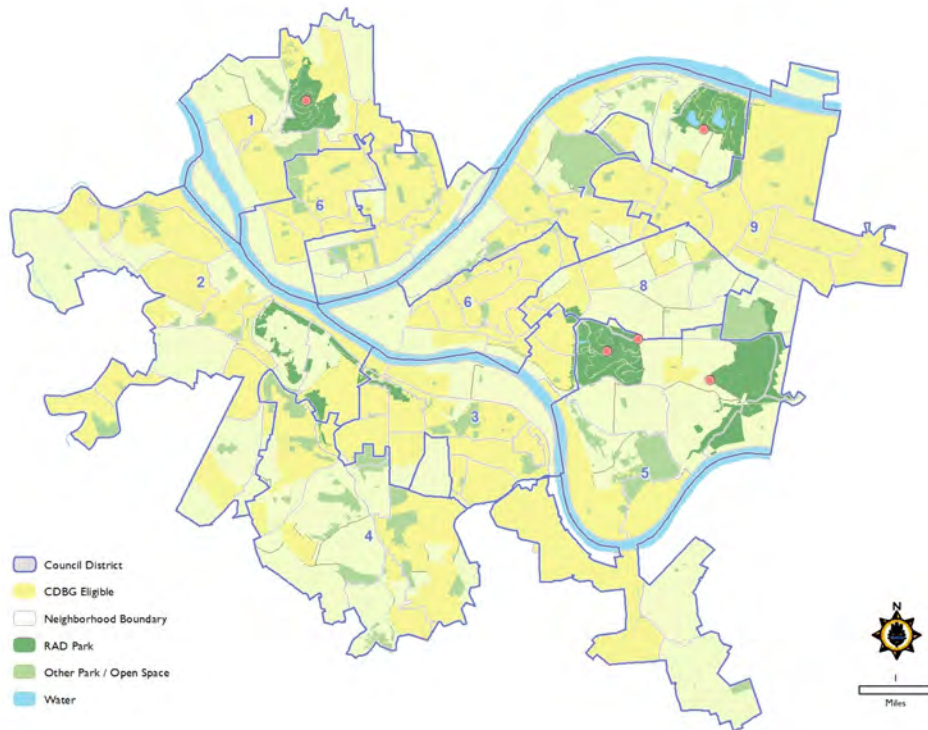 1
6
7
9
2
8
6
3
5
4
Council District
CDBG Eligible
Neighborhood Boundary
RAD Park
Other Park / Open Space
Water
N
1
Miles